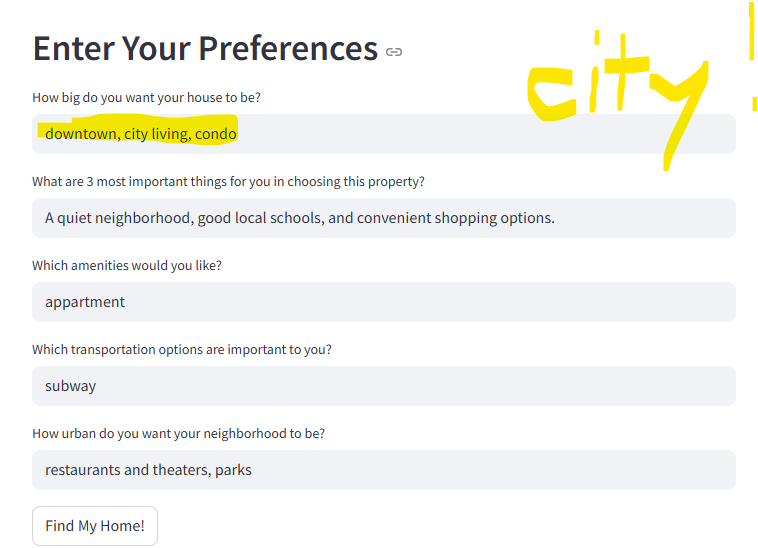 Enter Your Preferences
city
How big do you want your house to be?
downtown, city living, condo
What are 3 most important things for you in choosing this property?
A quiet neighborhood, good local schools, and convenient shopping options.
Which amenities would you like?
appartment
Which transportation options are important to you?
subway
How urban do you want your neighborhood to be?
restaurants and theaters, parks
Find My Home!